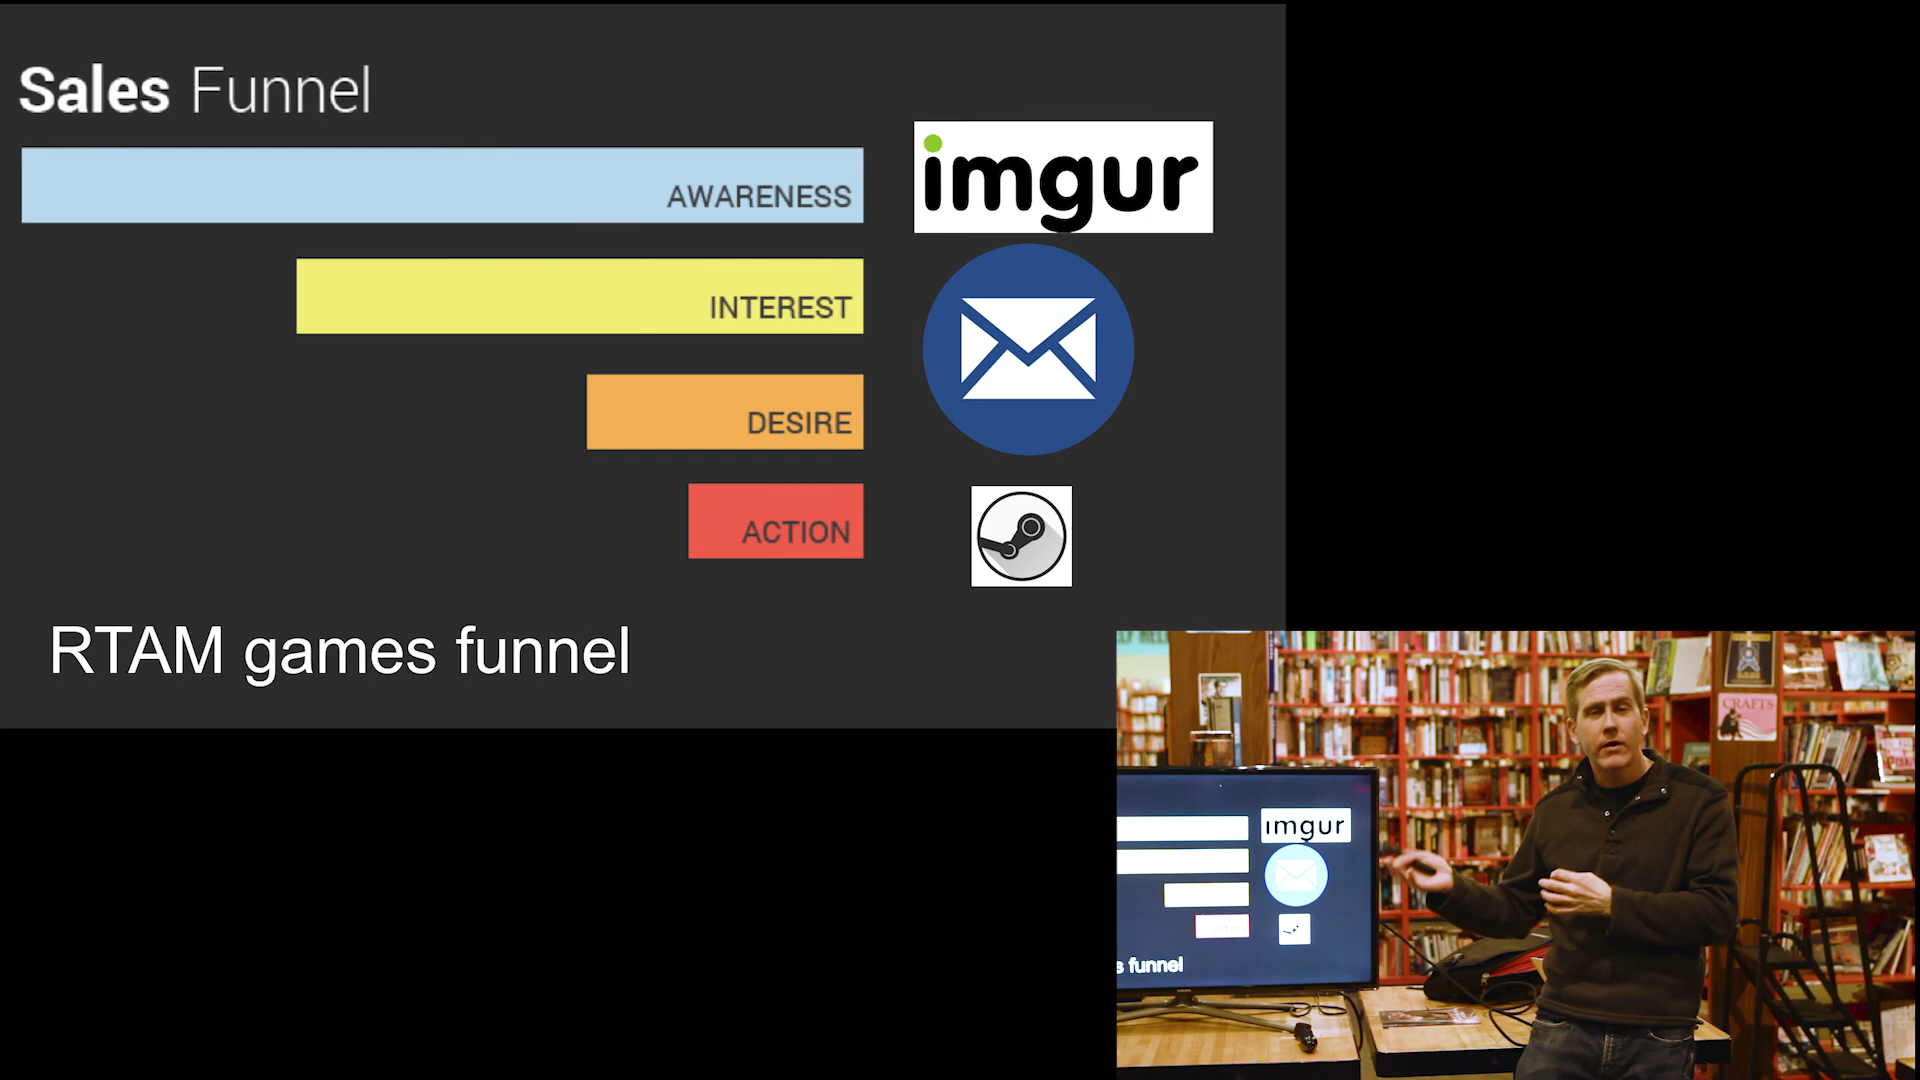 Sales Funnel
AWARENESS
imgur
INTEREST
DESIRE
ACTION
RTAM games funnel
CRAFTS
imgur
s funnel